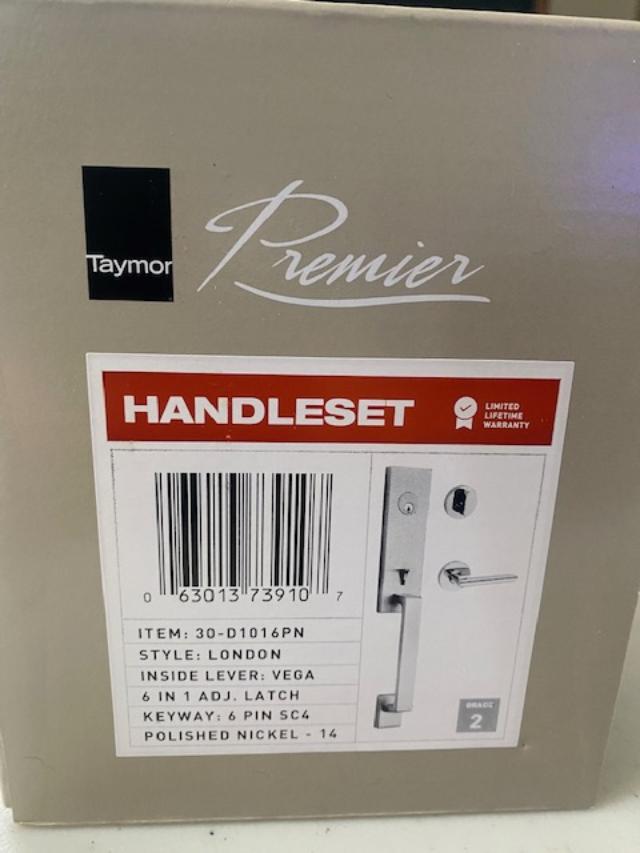 Taymor
Premier
HANDLESET
LIMITED
LIFETIME
WARRANTY
0 63013 73910 7
ITEM: 30-D1016PN
STYLE: LONDON
INSIDE LEVER: VEGA
6 IN 1 ADJ. LATCH
KEYWAY: 6 PIN SC4
POLISHED NICKEL - 14
GRADE
2